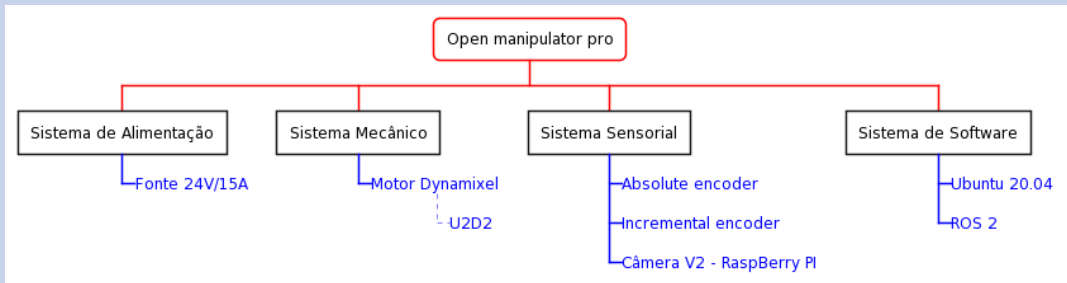 Open manipulator pro
Sistema de Alimentação
Sistema Mecânico
Sistema Sensorial
Sistema de Software
Fonte 24V/15A
Motor Dynamixel
Absolute encoder
Ubuntu 20.04
U2D2
Incremental encoder
ROS 2
Câmera V2 - RaspBerry PI